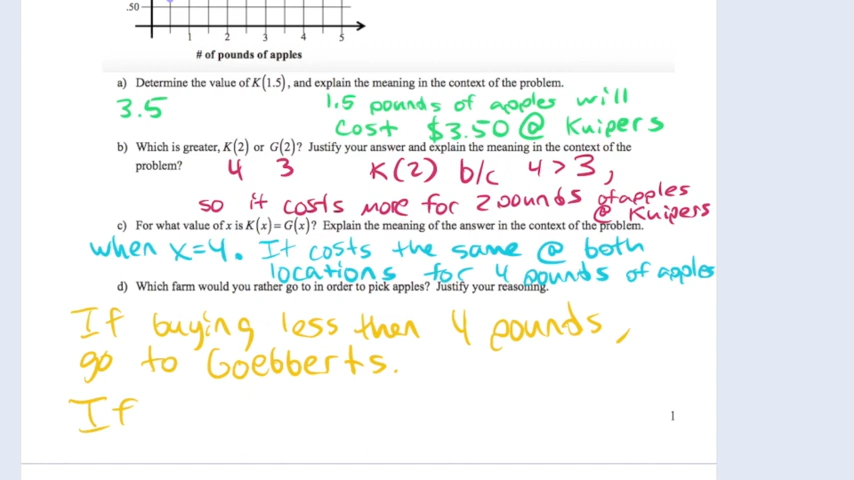 .50
1 2 3 4 5
# of pounds of apples
a) Determine the value of K(1.5), and explain the meaning in the context of the problem.
3.5 1.5 pounds of apples will
cost $3.50 @ Kuipers
b) Which is greater, K(2) or G(2)? Justify your answer and explain the meaning in the context of the
problem? 4 3 K(2) b/c 4 > 3,
so it costs more for 2 pounds of apples
@ Kuipers
c) For what value of x is K(x) = G(x)? Explain the meaning of the answer in the context of the problem.
when x=4. It costs the same @ both
locations for 4 pounds of apples
d) Which farm would you rather go to in order to pick apples? Justify your reasoning.
If buying less then 4 pounds,
go to Goebberts.
If
1